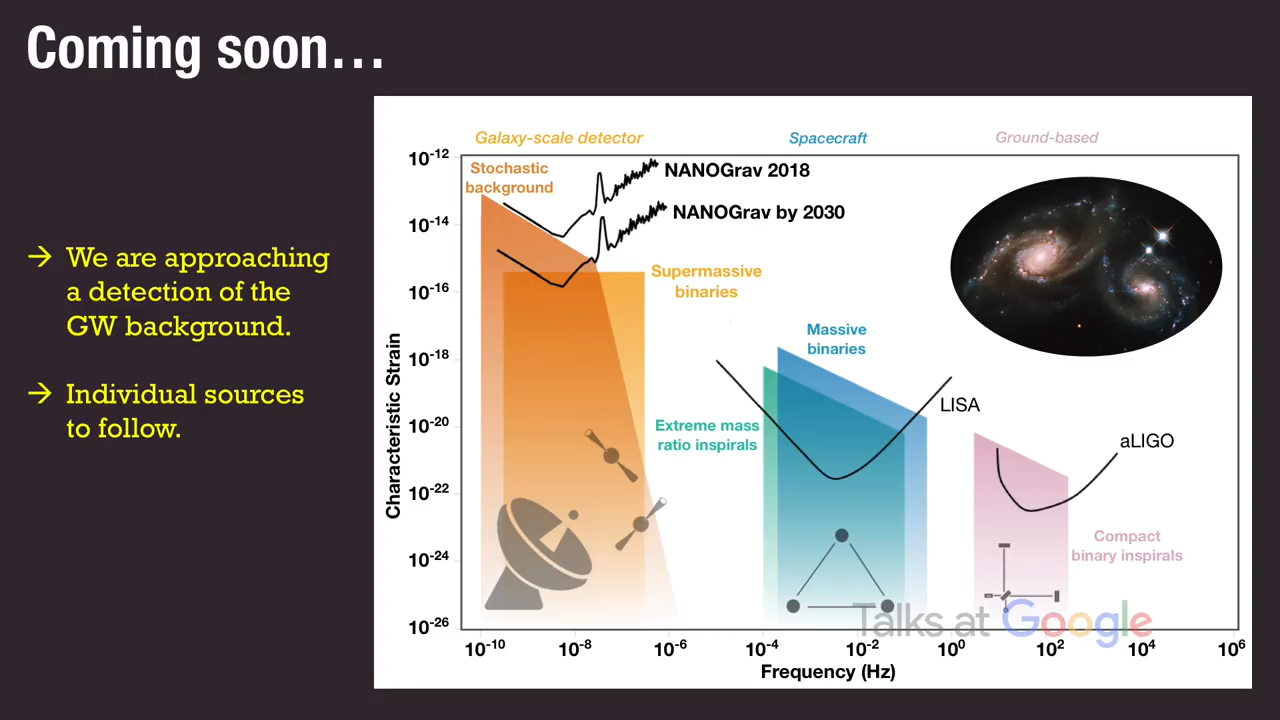 Coming soon…
→ We are approaching
a detection of the
GW background.
→ Individual sources
to follow.
Galaxy-scale detector
Spacecraft
Ground-based
Characteristic Strain
10⁻¹²
10⁻¹⁴
10⁻¹⁶
10⁻¹⁸
10⁻²⁰
10⁻²²
10⁻²⁴
10⁻²⁶
Stochastic
background
NANOGrav 2018
NANOGrav by 2030
Supermassive
binaries
Massive
binaries
Extreme mass
ratio inspirals
LISA
aLIGO
Compact
binary inspirals
Talks at Google
10⁻¹⁰
10⁻⁸
10⁻⁶
10⁻⁴
10⁻²
10⁰
10²
10⁴
10⁶
Frequency (Hz)